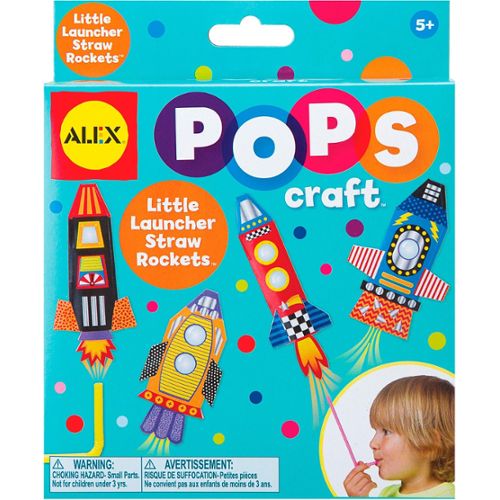 Little
Launcher
Straw
Rockets™
5+
ALEX®
POPS
craft™
Little
Launcher
Straw
Rockets™
WARNING:
CHOKING HAZARD- Small Parts.
Not for children under 3 yrs.
AVERTISSEMENT:
RISQUE DE SUFFOCATION-Petites pièces
Ne convient pas aux enfants de moins de 3 ans.